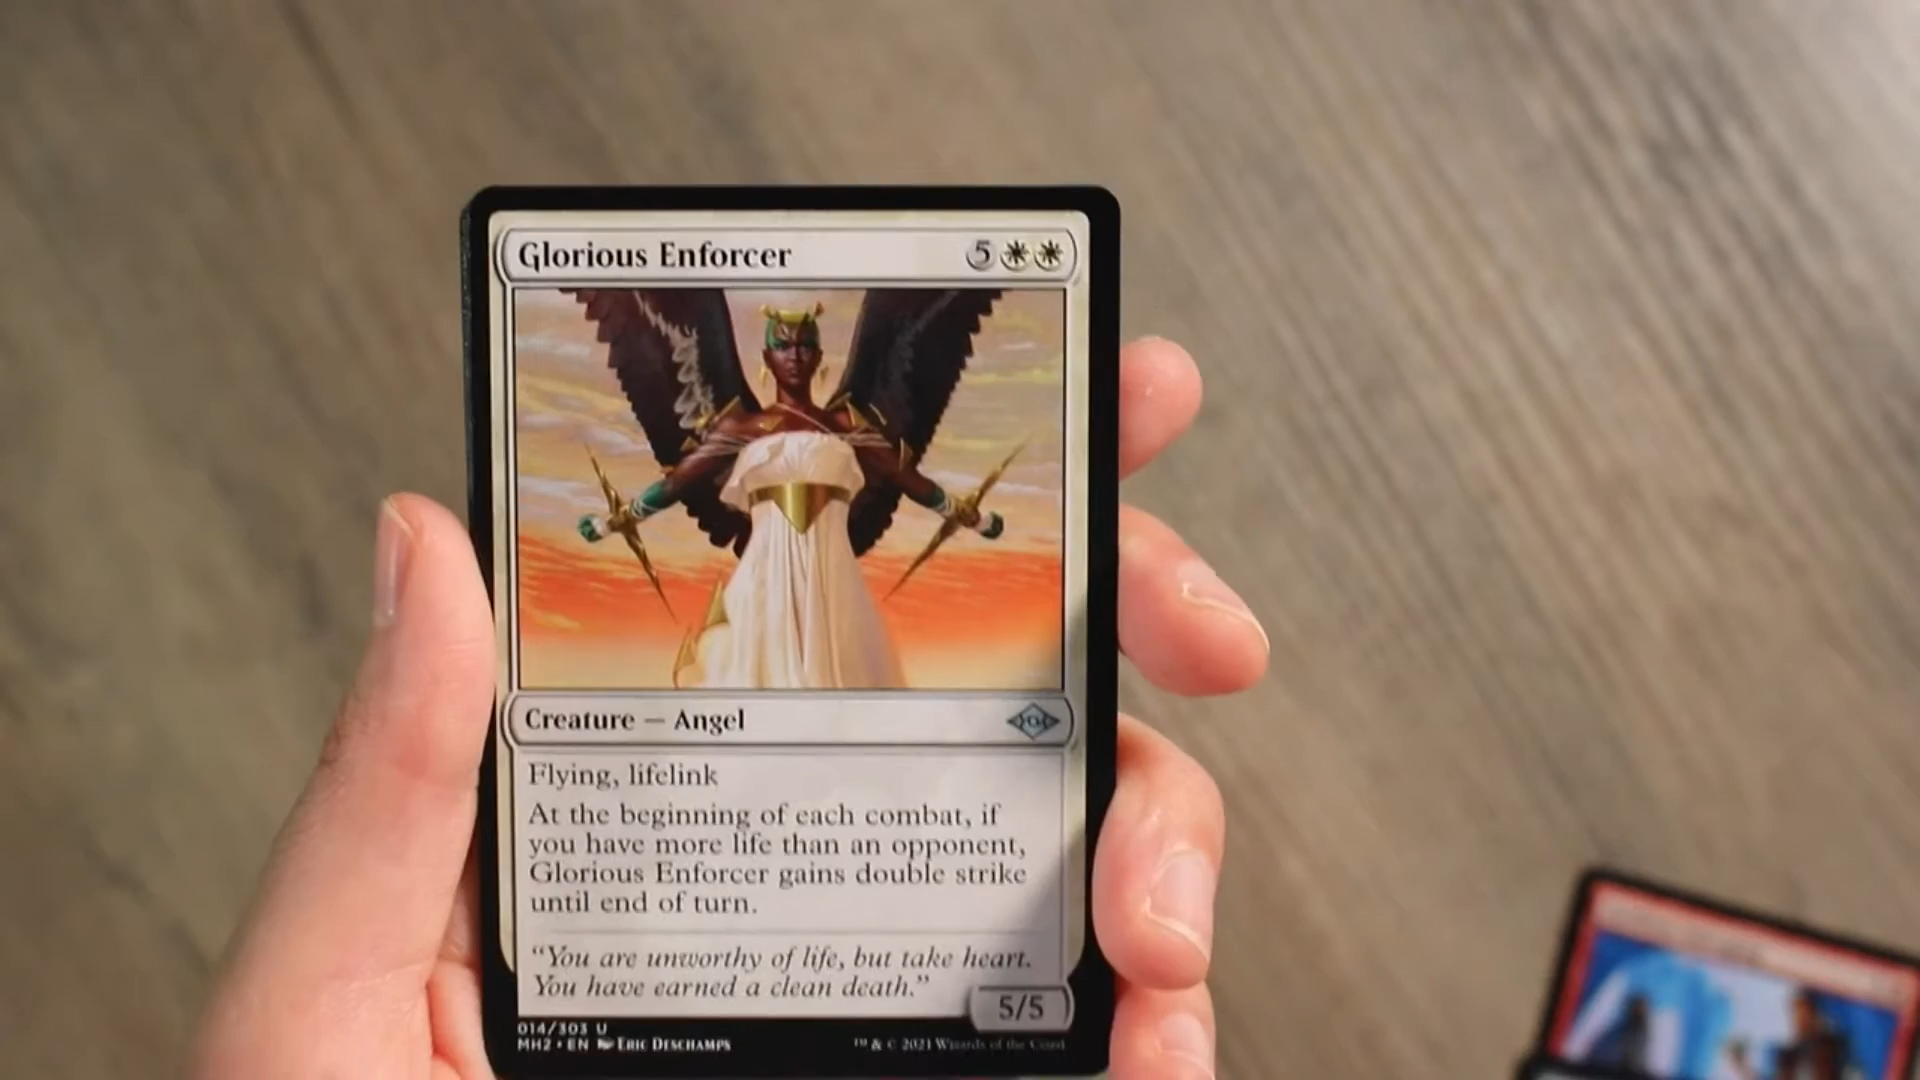 Glorious Enforcer 5
Creature — Angel
Flying, lifelink
At the beginning of each combat, if
you have more life than an opponent,
Glorious Enforcer gains double strike
until end of turn.
“You are unworthy of life, but take heart.
You have earned a clean death.”
5/5
014/303 U
MH2 • EN Eric Deschamps
™ & © 2021 Wizards of the Coast